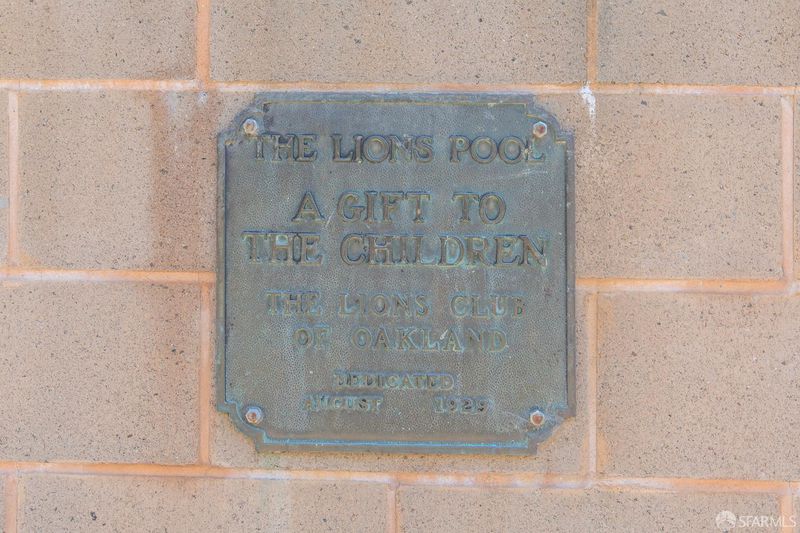 THE LIONS POOL
A GIFT TO
THE CHILDREN
THE LIONS CLUB
OF OAKLAND
DEDICATED
AUGUST 1929
SFARMLS